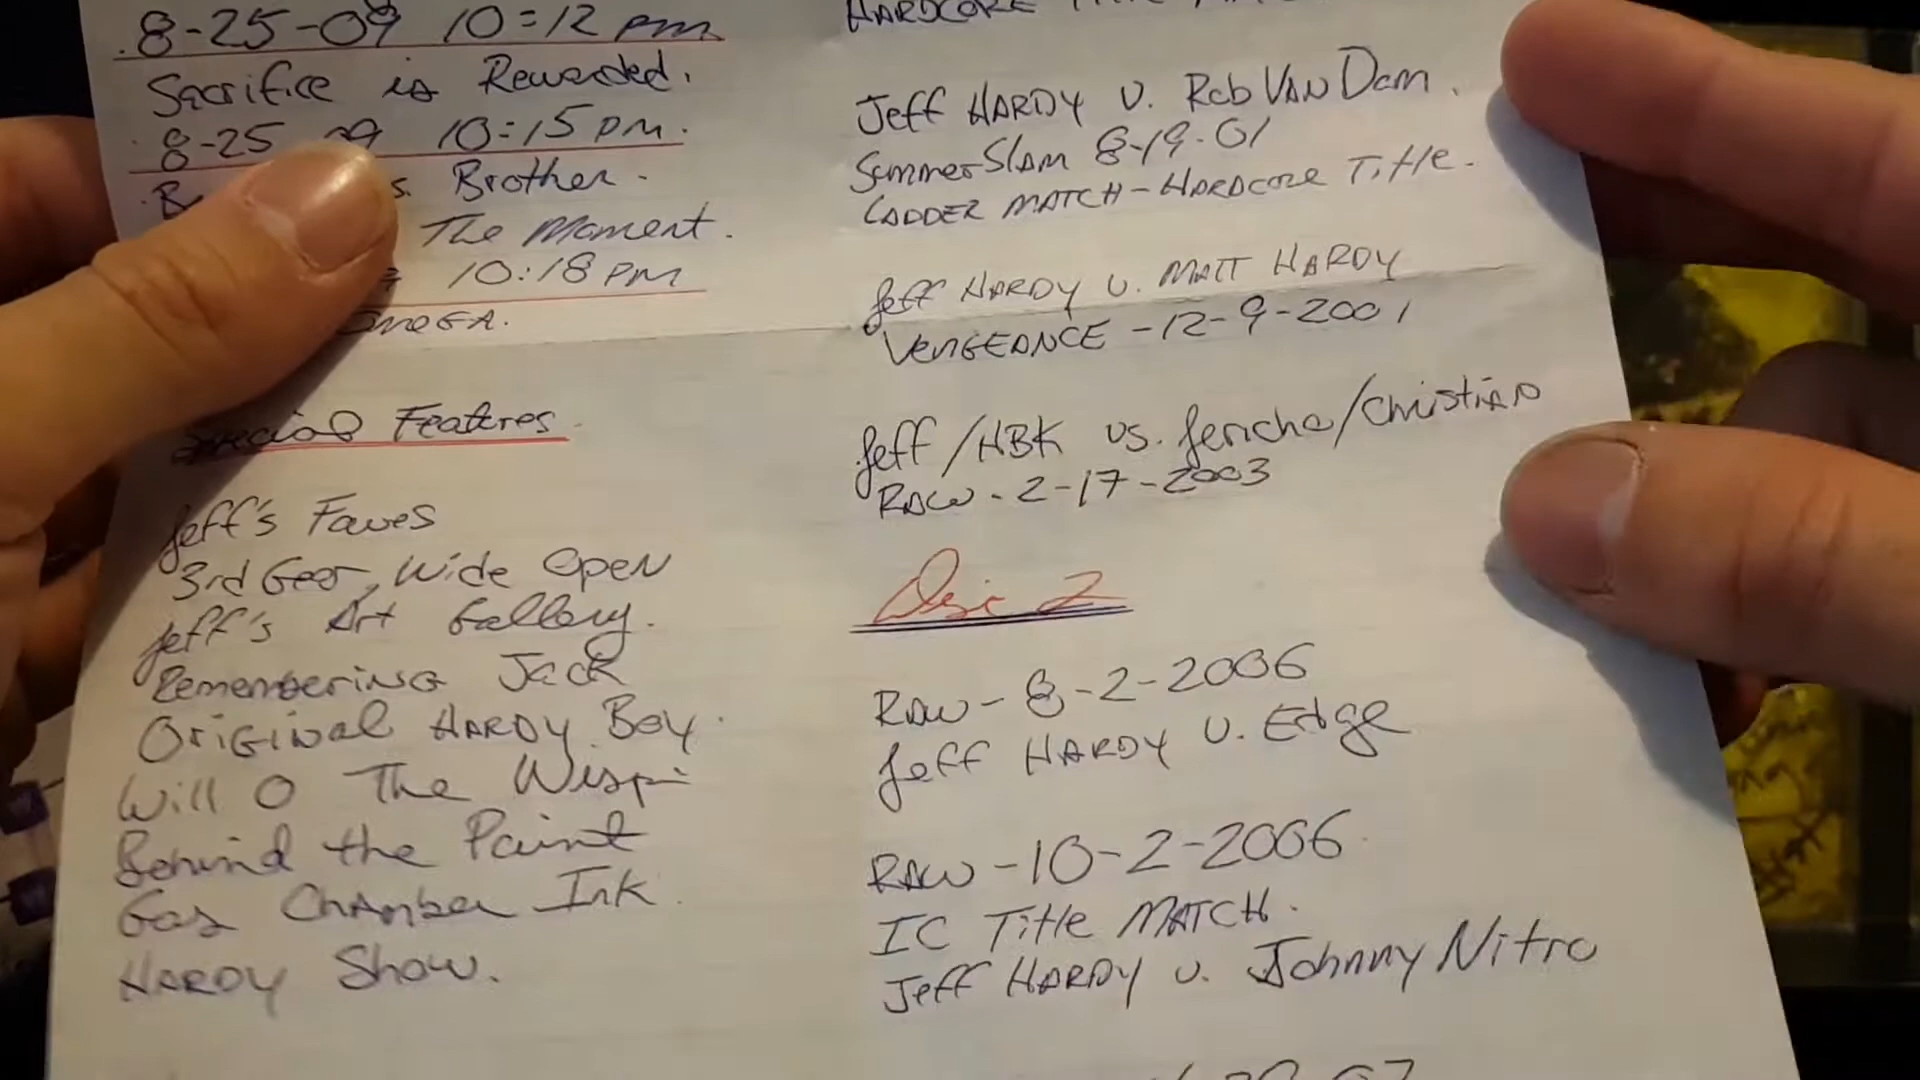 8-25-09 10:12 pm
Sacrifice is Rewarded.
8-25 09 10:15 pm.
s. Brother.
The Moment.
10:18 PM
OMEGA.
Special Features
Jeff's Faves
3rd Gear, Wide Open
Jeff's Art Gallery.
Remembering Jack
Original HARDY Boy
Will O The Wisp
Behind the Paint
Gas Chamber Ink
HARDY Show.
HARDCORE
Jeff HARDY v. Rob VAN Dam.
SummerSlam 8-19-01
LADDER MATCH - HARDCORE Title.
Jeff HARDY v. MATT HARDY
VENGEANCE - 12-9-2001
Jeff/HBK vs. Jericho/Christian
RAW - 2-17-2003
Disc 2
RAW - 8-2-2006
Jeff HARDY v. Edge
RAW - 10-2-2006
IC Title MATCH.
Jeff HARDY v. Johnny Nitro